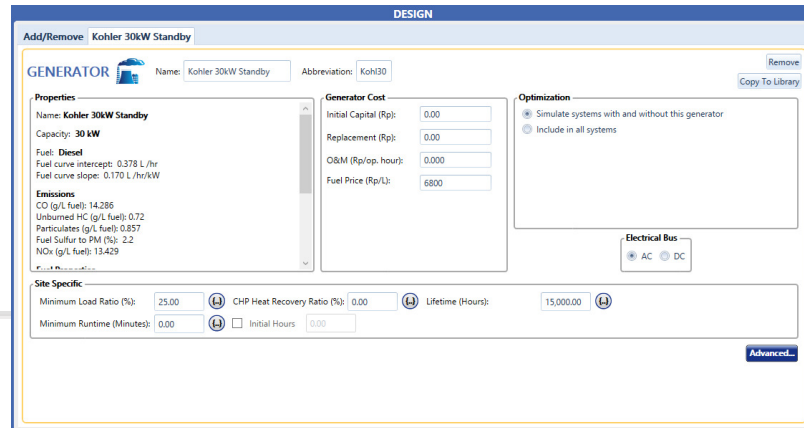 DESIGN
Add/Remove Kohler 30kW Standby
GENERATOR Name: Kohler 30kW Standby Abbreviation: Kohl30
Remove
Copy To Library
Properties
Name: Kohler 30kW Standby
Capacity: 30 kW
Fuel: Diesel
Fuel curve intercept: 0.378 L /hr
Fuel curve slope: 0.170 L /hr/kW
Emissions
CO (g/L fuel): 14.286
Unburned HC (g/L fuel): 0.72
Particulates (g/L fuel): 0.857
Fuel Sulfur to PM (%): 2.2
NOx (g/L fuel): 13.429
Generator Cost
Initial Capital (Rp): 0.00
Replacement (Rp): 0.00
O&M (Rp/op. hour): 0.000
Fuel Price (Rp/L): 6800
Optimization
Simulate systems with and without this generator
Include in all systems
Electrical Bus
AC DC
Site Specific
Minimum Load Ratio (%): 25.00 (..) CHP Heat Recovery Ratio (%): 0.00 (..) Lifetime (Hours): 15,000.00 (..)
Minimum Runtime (Minutes): 0.00 (..) Initial Hours 0.00
Advanced...